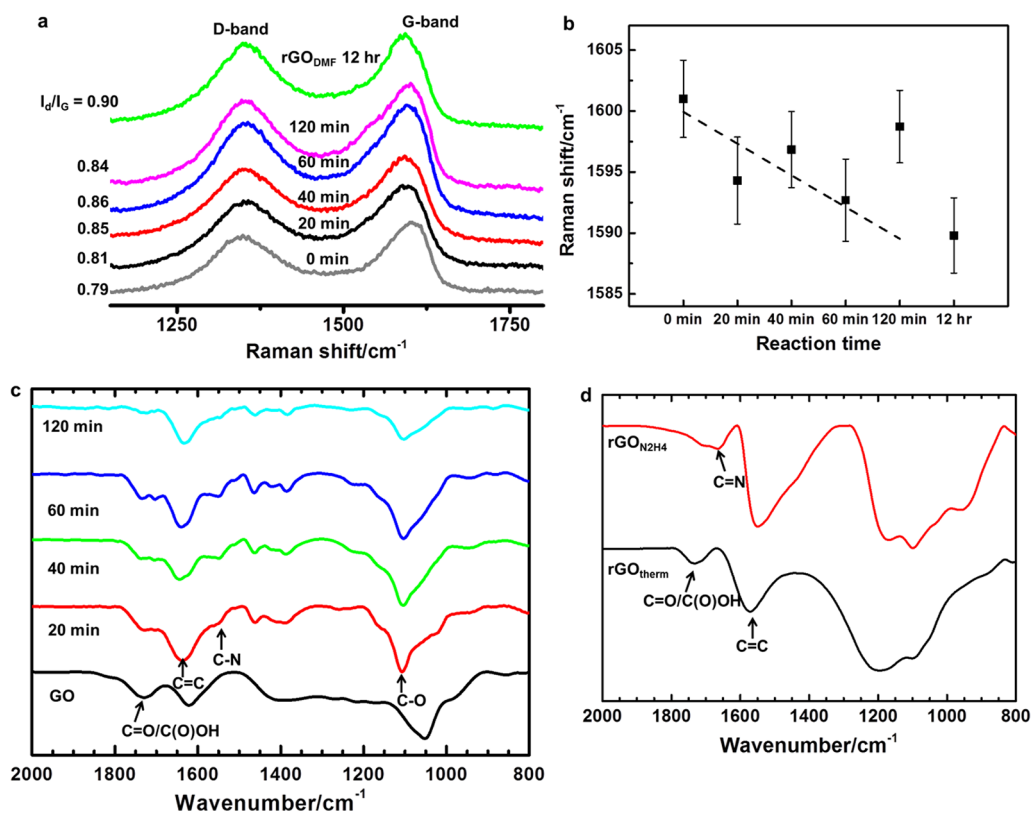 a
D-band
G-band
rGO_DMF 12 hr
I_d/I_G = 0.90
120 min
0.84
60 min
0.86
40 min
0.85
20 min
0.81
0 min
0.79
1250
1500
1750
Raman shift/cm⁻¹
b
1605
1600
1595
1590
1585
Raman shift/cm⁻¹
0 min
20 min
40 min
60 min
120 min
12 hr
Reaction time
c
120 min
60 min
40 min
20 min
C-N
C=C
C-O
GO
C=O/C(O)OH
2000
1800
1600
1400
1200
1000
800
Wavenumber/cm⁻¹
d
rGO_N2H4
C=N
rGO_therm
C=O/C(O)OH
C=C
2000
1800
1600
1400
1200
1000
800
Wavenumber/cm⁻¹